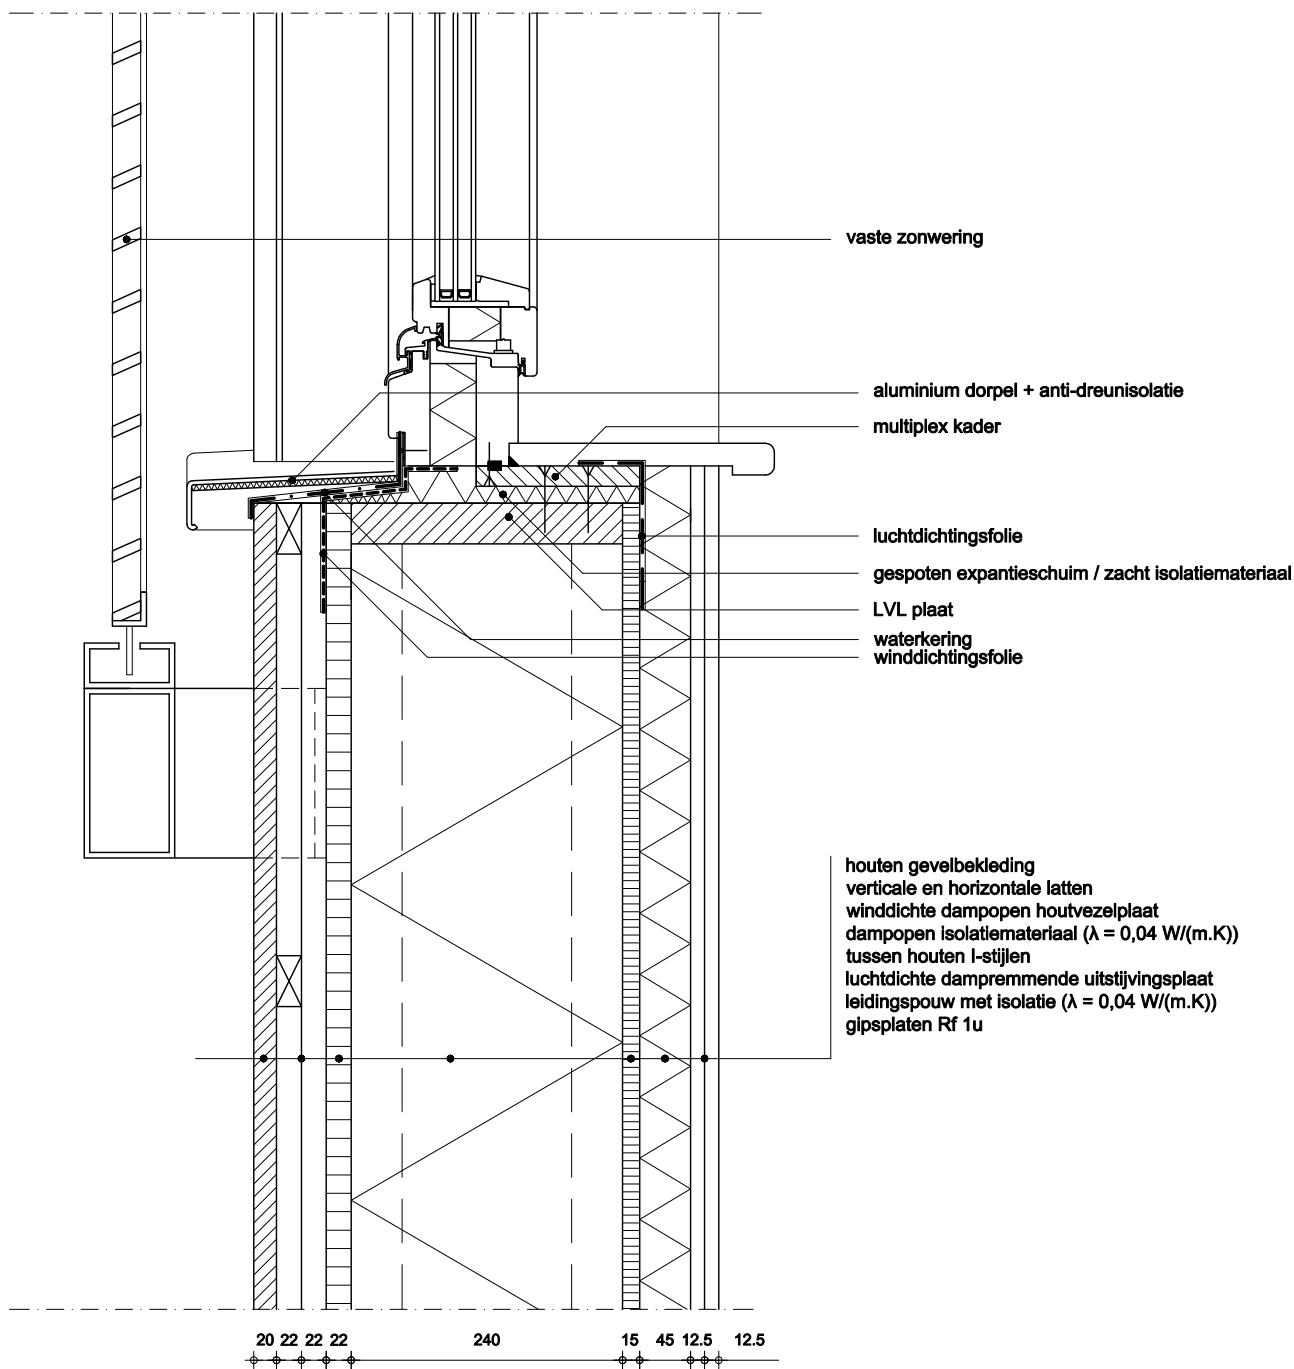 vaste zonwering
aluminium dorpel + anti-dreunisolatie
multiplex kader
luchtdichtingsfolie
gespoten expantieschuim / zacht isolatiemateriaal
LVL plaat
waterkering
winddichtingsfolie
houten gevelbekleding
verticale en horizontale latten
winddichte dampopen houtvezelplaat
dampopen isolatiemateriaal (λ = 0,04 W/(m.K))
tussen houten I-stijlen
luchtdichte dampremmende uitstijvingsplaat
leidingspouw met isolatie (λ = 0,04 W/(m.K))
gipsplaten Rf 1u
20 22 22 22 240 15 45 12.5 12.5